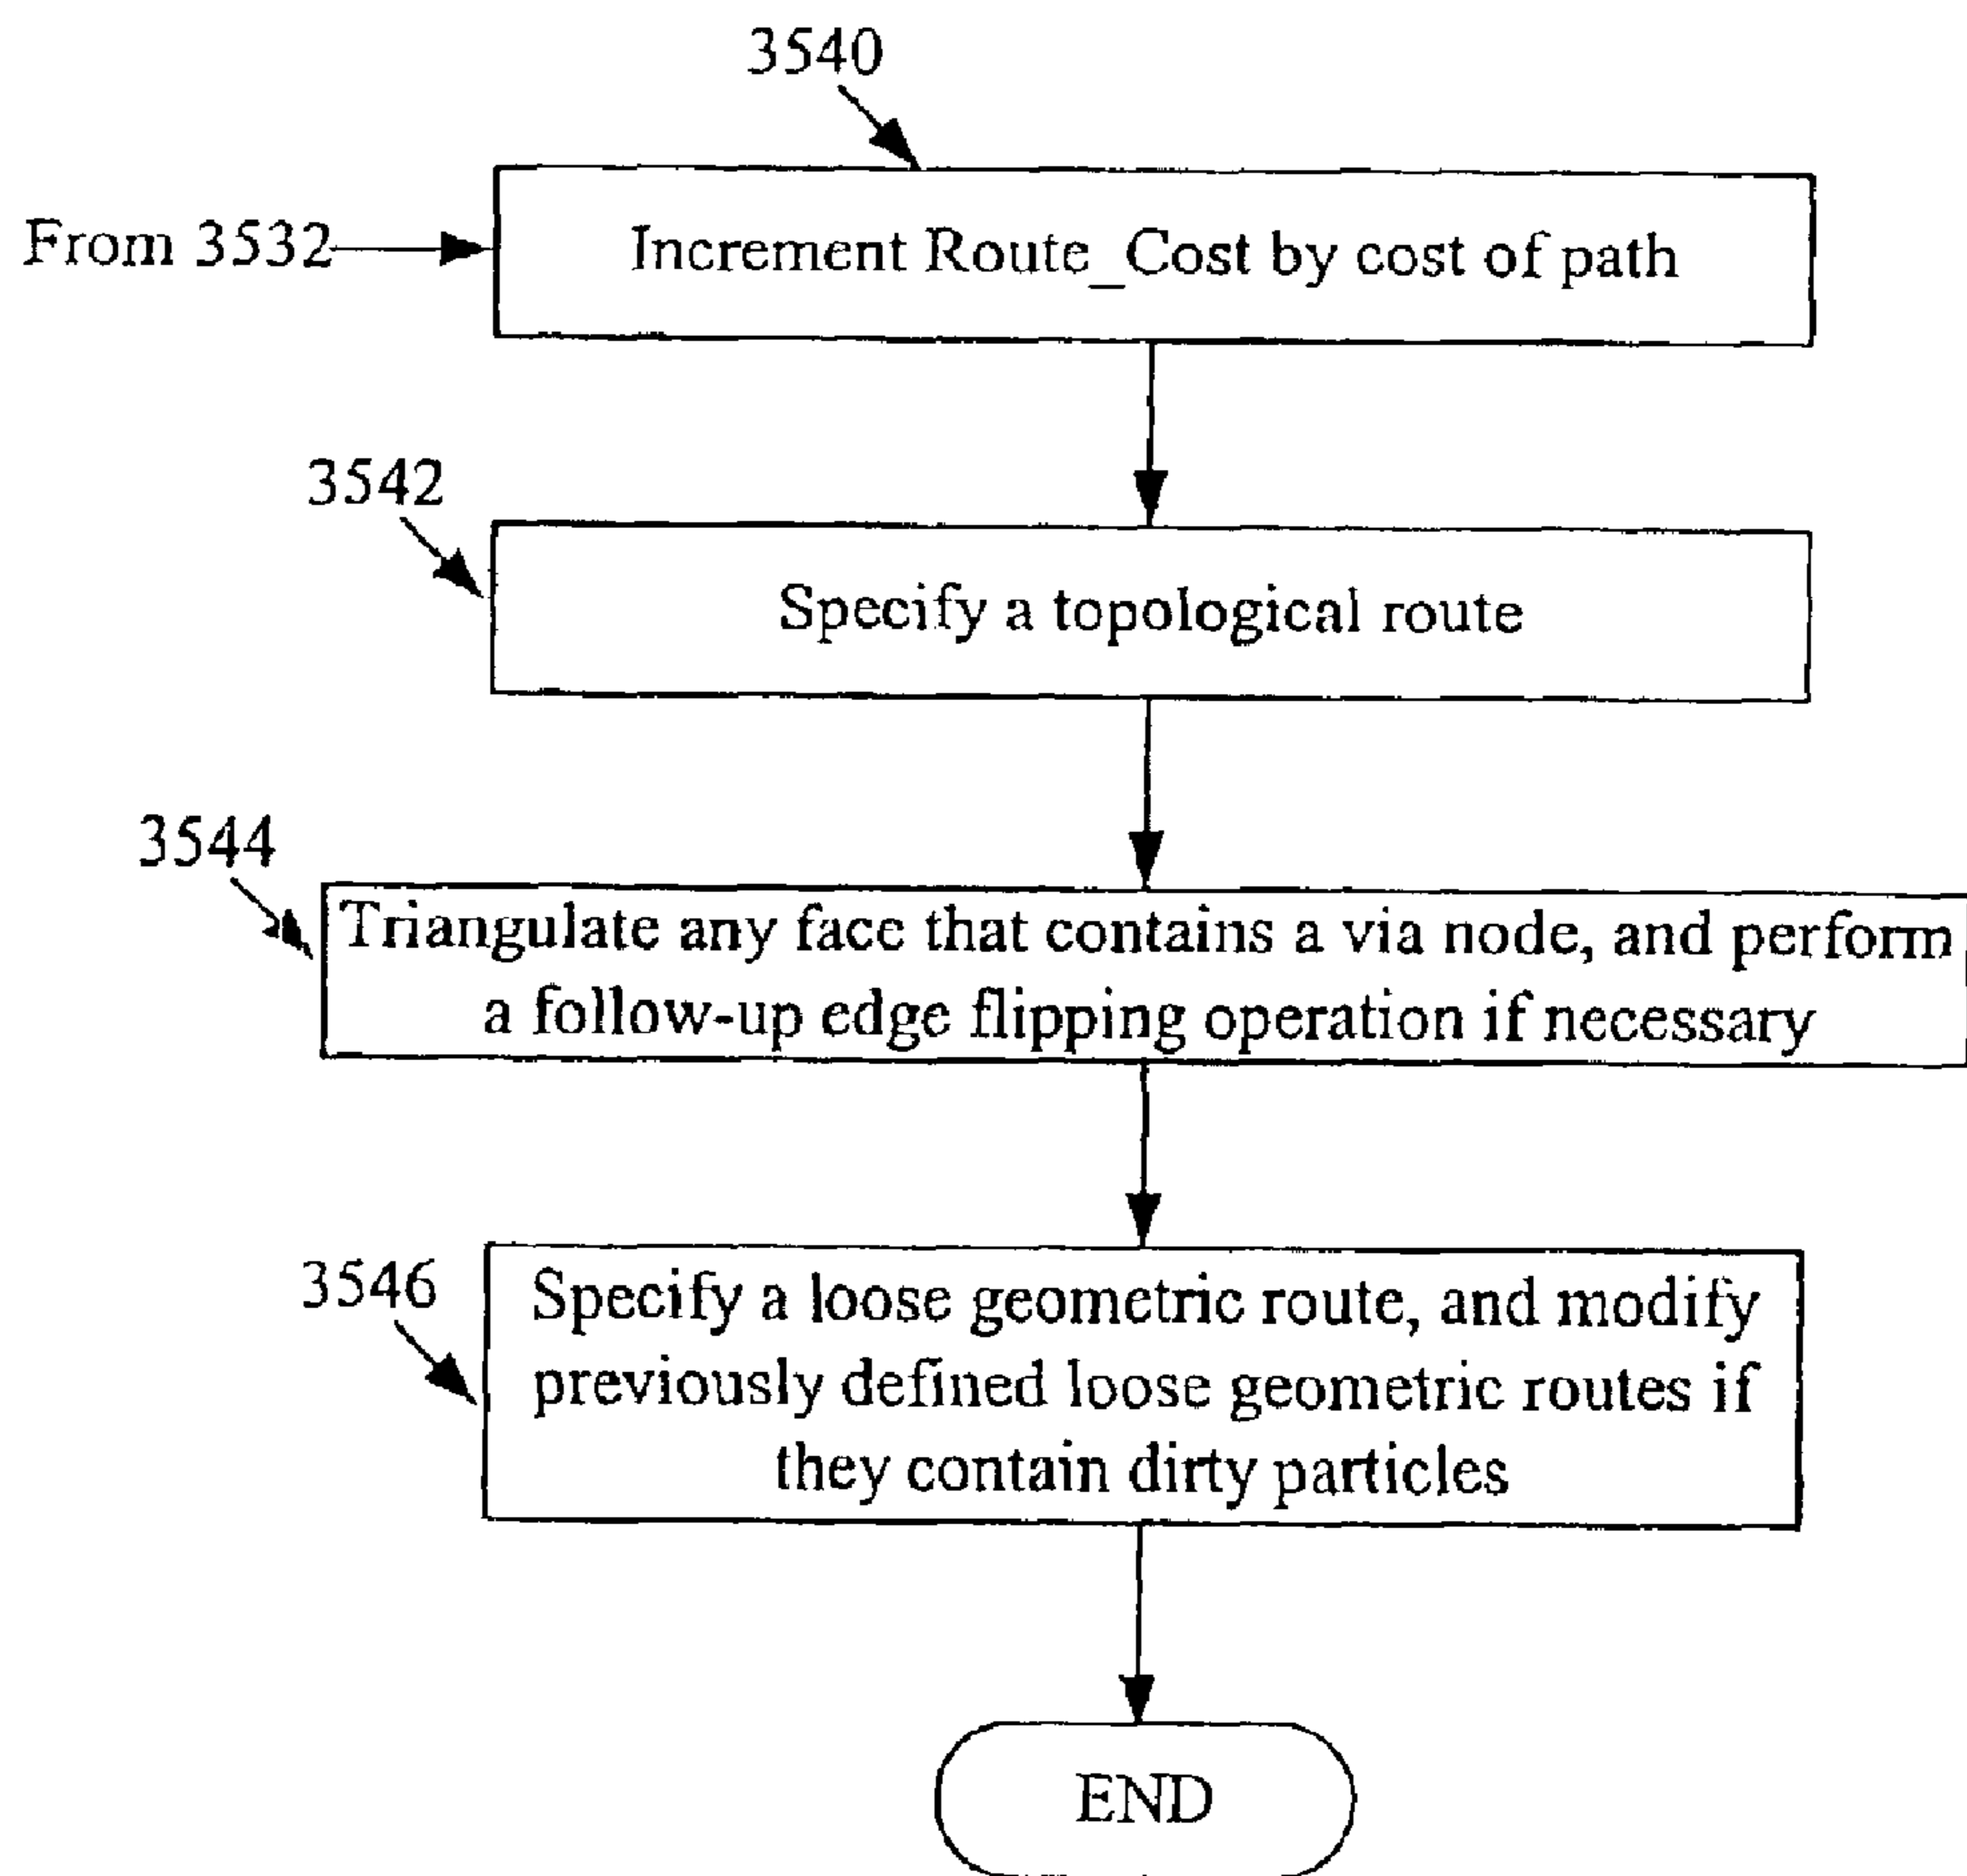 3540
From 3532
Increment Route_Cost by cost of path
3542
Specify a topological route
3544
Triangulate any face that contains a via node, and perform
a follow-up edge flipping operation if necessary
3546
Specify a loose geometric route, and modify
previously defined loose geometric routes if
they contain dirty particles
END